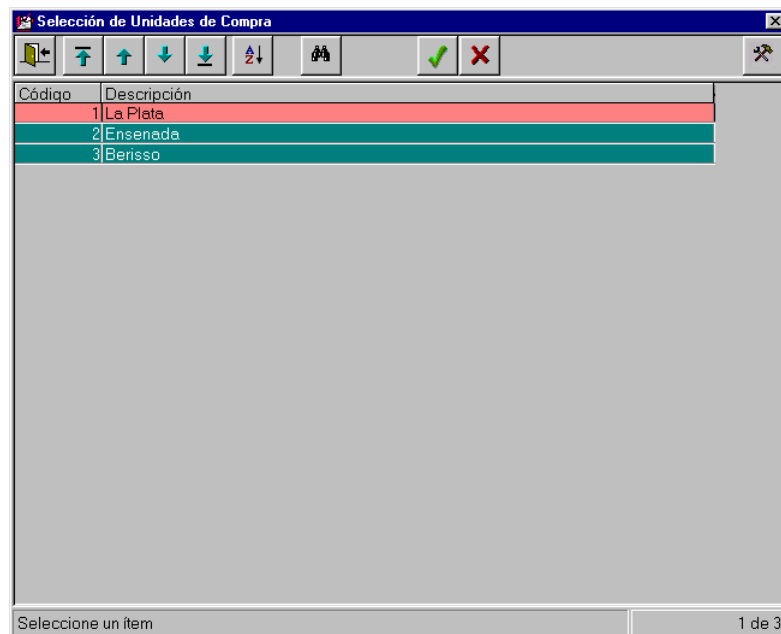 Selección de Unidades de Compra
A Z
Código Descripción
1 La Plata
2 Ensenada
3 Berisso
Seleccione un ítem 1 de 3